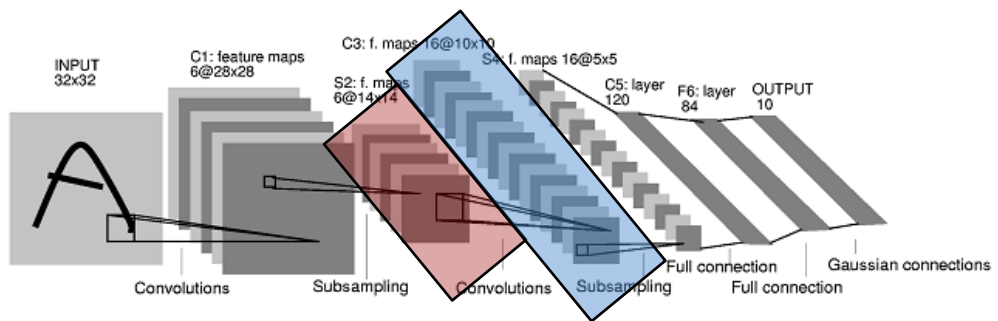 INPUT
32x32
C1: feature maps
6@28x28
S2: f. maps
6@14x14
C3: f. maps 16@10x10
S4: f. maps 16@5x5
C5: layer
120
F6: layer
84
OUTPUT
10
Convolutions
Subsampling
Convolutions
Subsampling
Full connection
Full connection
Gaussian connections